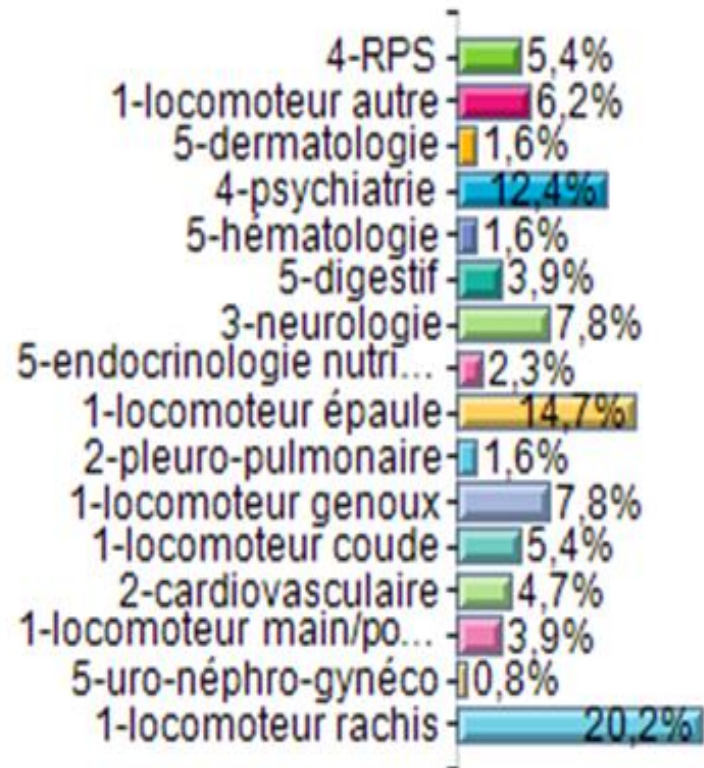 4-RPS 5,4%
1-locomoteur autre 6,2%
5-dermatologie 1,6%
4-psychiatrie 12,4%
5-hématologie 1,6%
5-digestif 3,9%
3-neurologie 7,8%
5-endocrinologie nutri... 2,3%
1-locomoteur épaule 14,7%
2-pleuro-pulmonaire 1,6%
1-locomoteur genoux 7,8%
1-locomoteur coude 5,4%
2-cardiovasculaire 4,7%
1-locomoteur main/po... 3,9%
5-uro-néphro-gynéco 0,8%
1-locomoteur rachis 20,2%